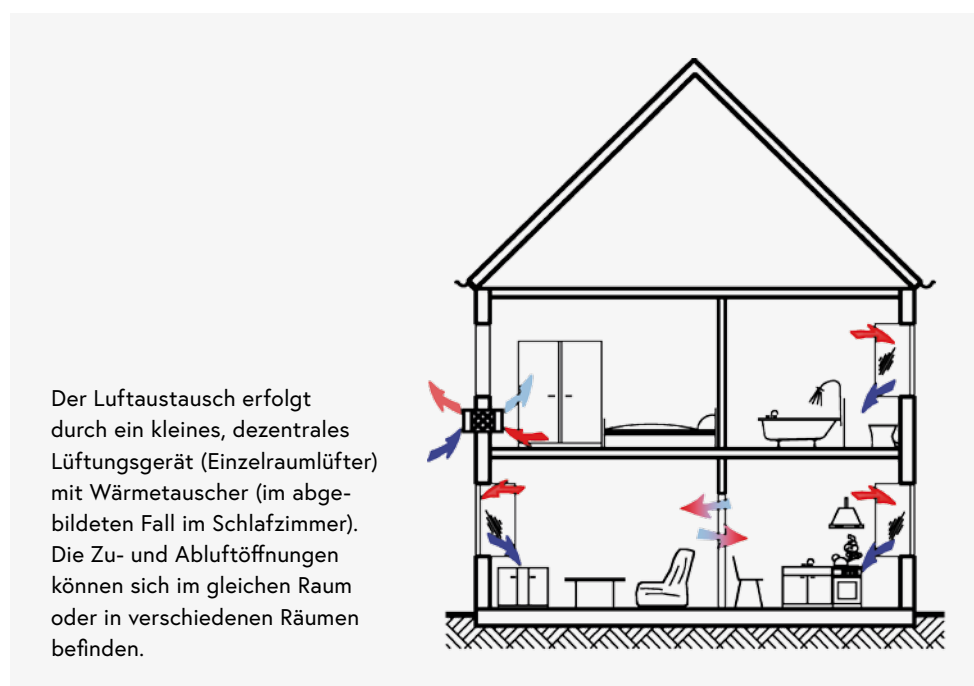 Der Luftaustausch erfolgt
durch ein kleines, dezentrales
Lüftungsgerät (Einzelraumlüfter)
mit Wärmetauscher (im abge-
bildeten Fall im Schlafzimmer).
Die Zu- und Abluftöffnungen
können sich im gleichen Raum
oder in verschiedenen Räumen
befinden.